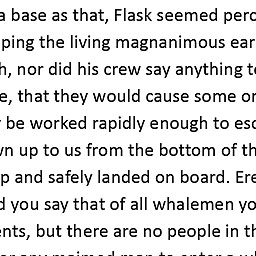 a base as that, Flask seemed perc
ping the living magnanimous ear
h, nor did his crew say anything t
e, that they would cause some or
be worked rapidly enough to esc
vn up to us from the bottom of th
p and safely landed on board. Ere
d you say that of all whalemen yo
ents, but there are no people in th